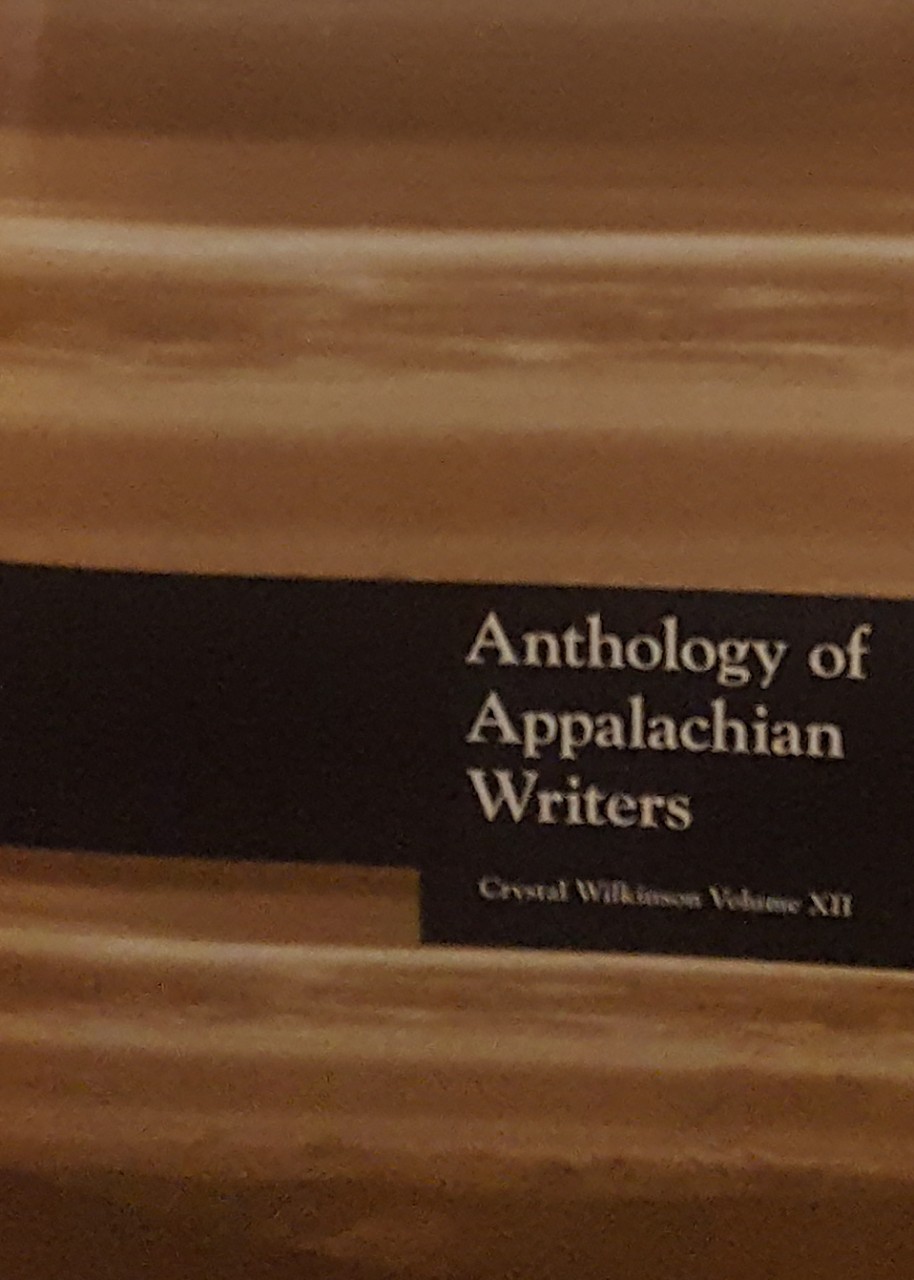 Anthology of
Appalachian
Writers
Crystal Wilkinson Volume XII